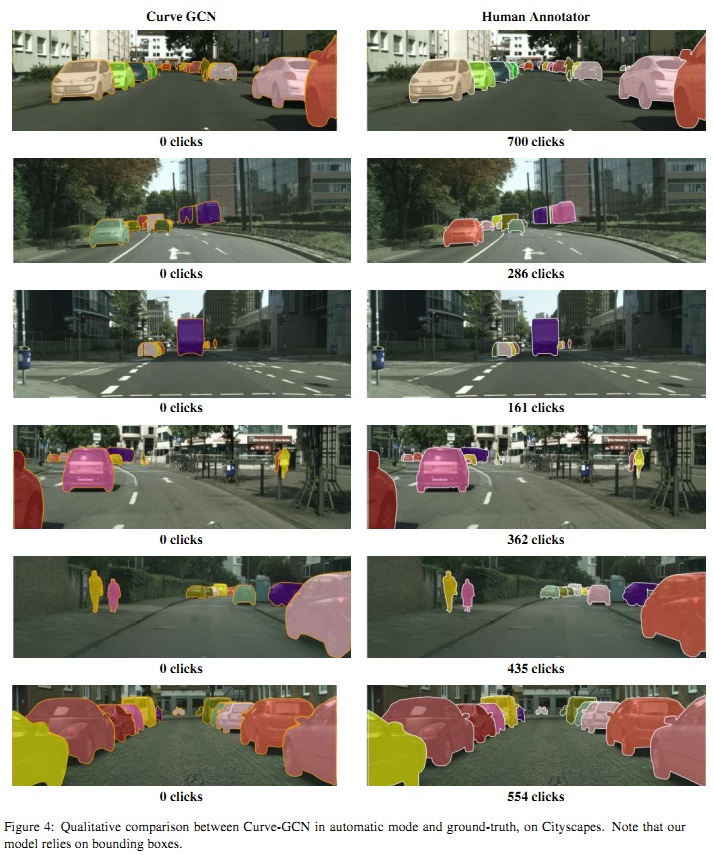 Curve GCN Human Annotator
0 clicks 700 clicks
0 clicks 286 clicks
0 clicks 161 clicks
0 clicks 362 clicks
0 clicks 435 clicks
0 clicks 554 clicks
Figure 4: Qualitative comparison between Curve-GCN in automatic mode and ground-truth, on Cityscapes. Note that our
model relies on bounding boxes.